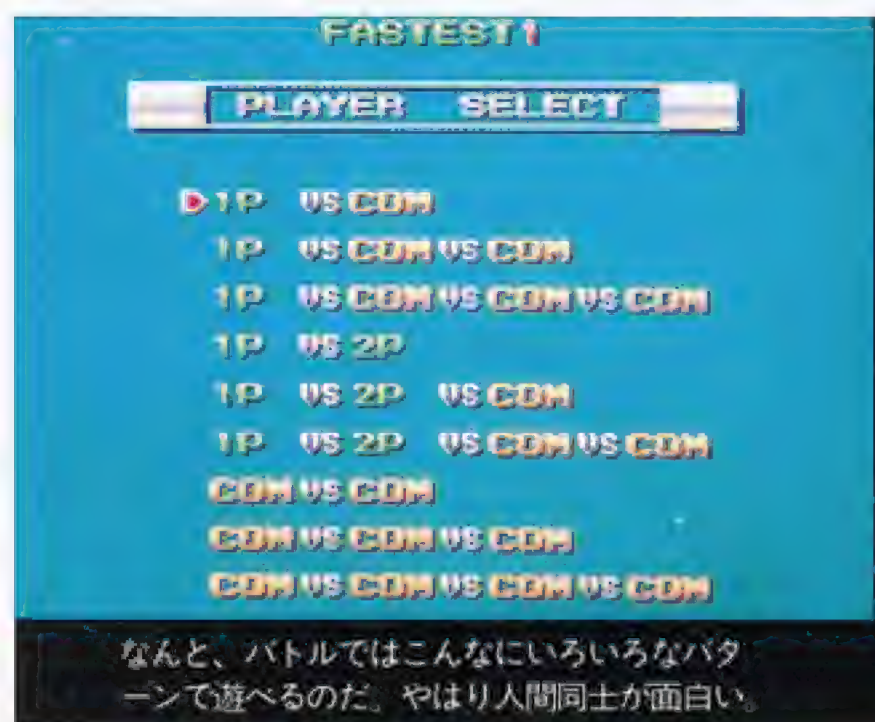 FASTEST 1
PLAYER SELECT
1P VS COM
1P VS COM VS COM
1P VS COM VS COM VS COM
1P VS 2P
1P VS 2P VS COM
1P VS 2P VS COM VS COM
COM VS COM
COM VS COM VS COM
COM VS COM VS COM VS COM
なんと、バトルではこんなにいろいろなパタ
ーンで遊べるのだ。やはり人間同士が面白い。